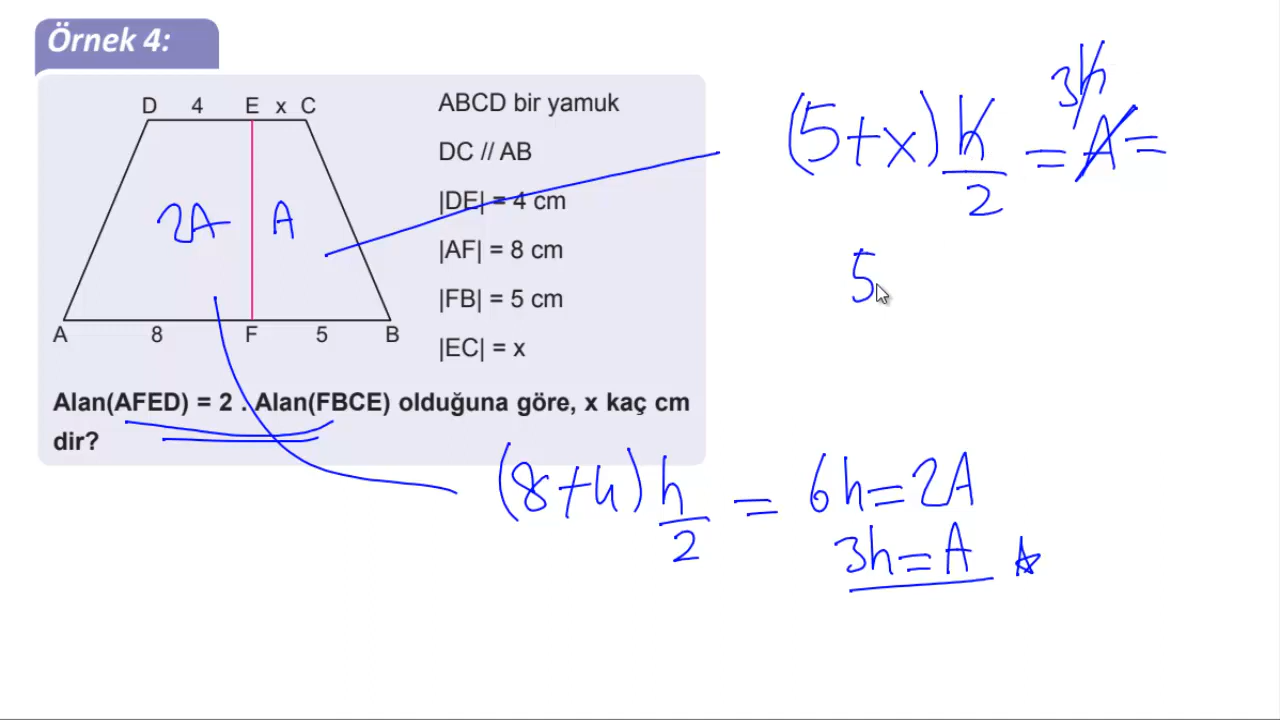 Örnek 4:
D 4 E x C
2A A
A 8 F 5 B
ABCD bir yamuk
DC // AB
|DE| = 4 cm
|AF| = 8 cm
|FB| = 5 cm
|EC| = x
Alan(AFED) = 2 . Alan(FBCE) olduğuna göre, x kaç cm
dir?
(5+x) h/2 = A =
3h
5
(8+4) h/2 = 6h=2A
3h=A